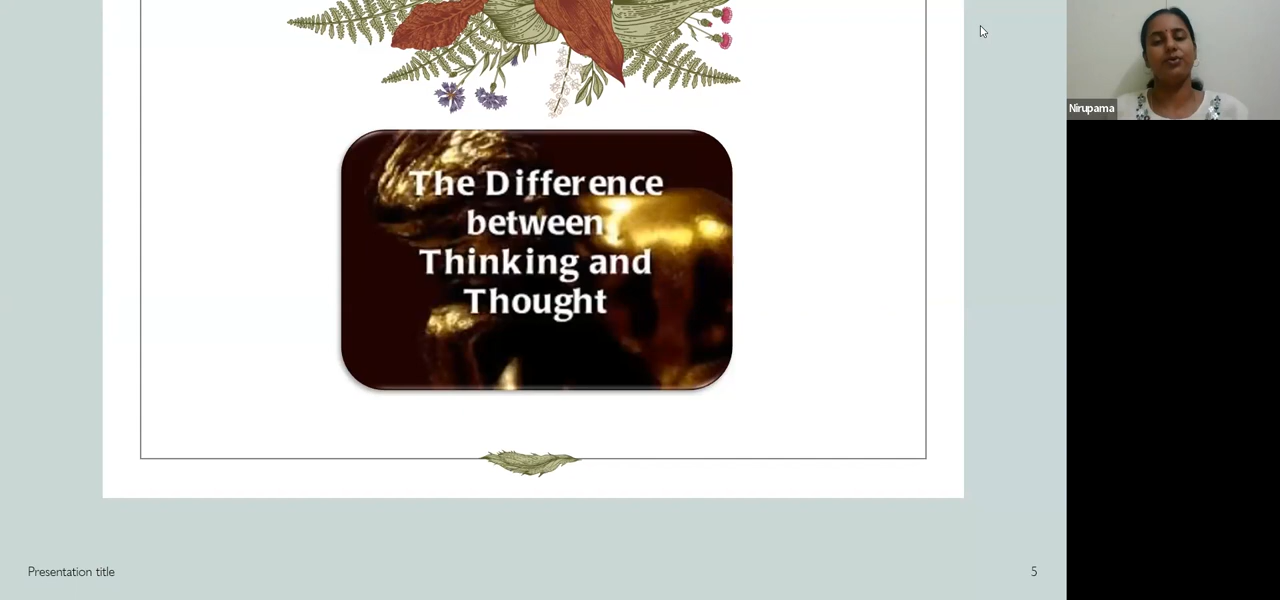 Nirupama
The Difference
between
Thinking and
Thought
Presentation title
5